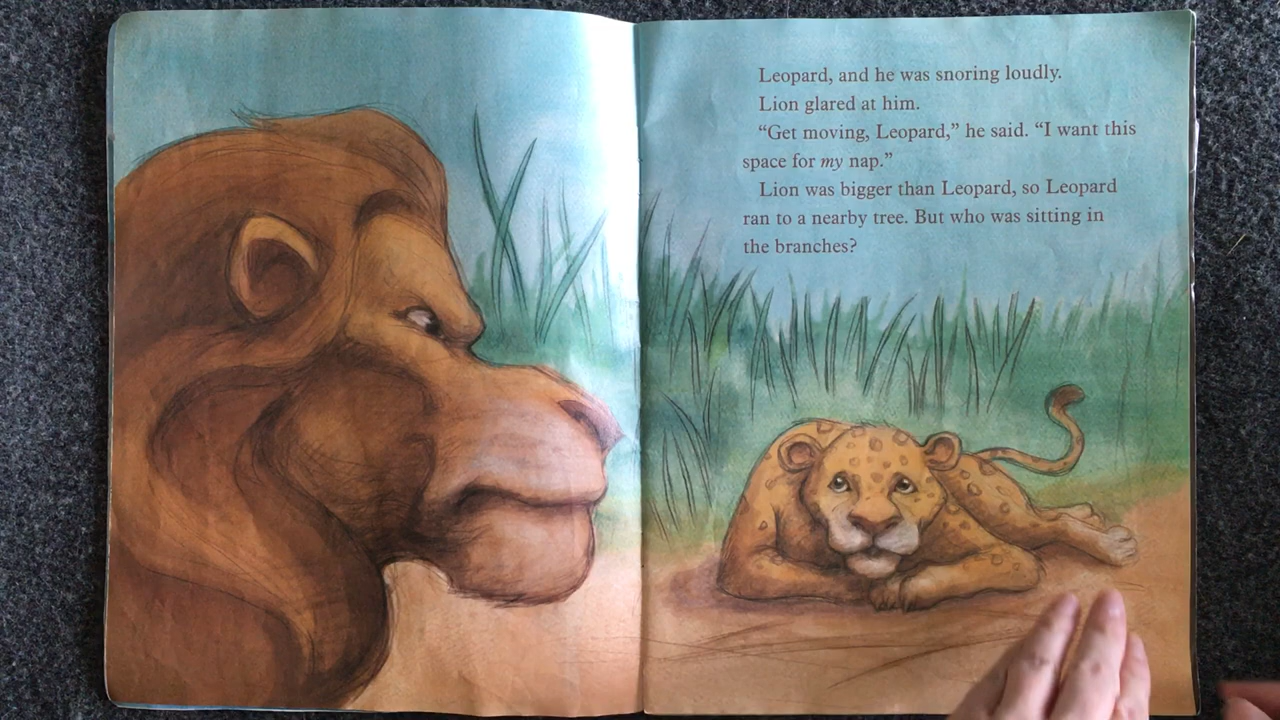 Leopard, and he was snoring loudly.
Lion glared at him.
“Get moving, Leopard,” he said. “I want this
space for my nap.”
Lion was bigger than Leopard, so Leopard
ran to a nearby tree. But who was sitting in
the branches?